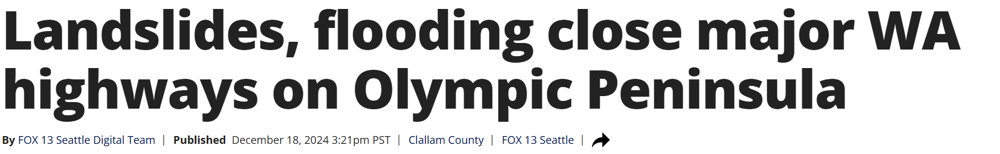 Landslides, flooding close major WA
highways on Olympic Peninsula
By FOX 13 Seattle Digital Team | Published December 18, 2024 3:21pm PST | Clallam County | FOX 13 Seattle |